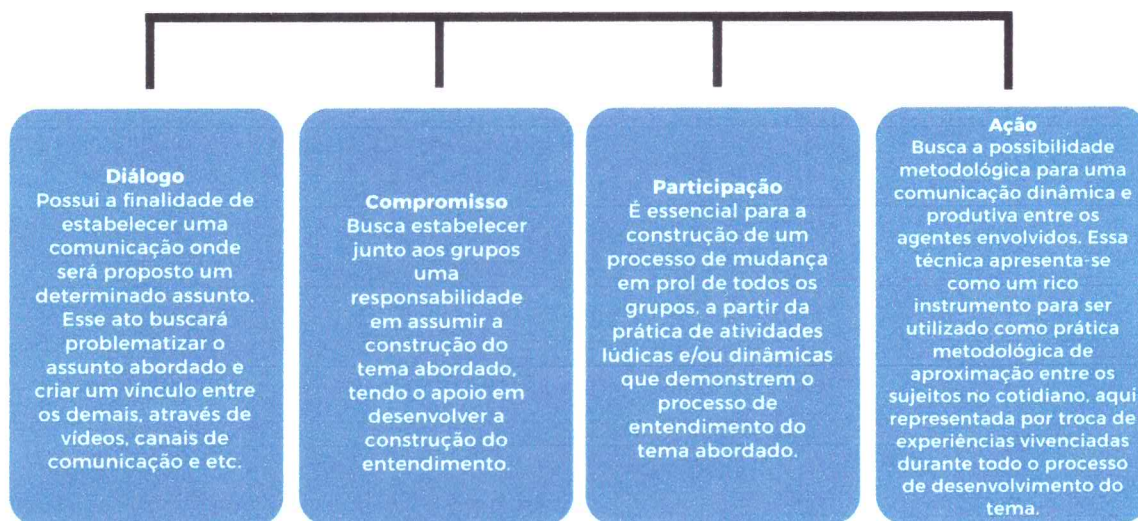 Diálogo
Possui a finalidade de
estabelecer uma
comunicação onde
será proposto um
determinado assunto.
Esse ato buscará
problematizar o
assunto abordado e
criar um vínculo entre
os demais, através de
vídeos, canais de
comunicação e etc.
Compromisso
Busca estabelecer
junto aos grupos
uma
responsabilidade
em assumir a
construção do
tema abordado,
tendo o apoio em
desenvolver a
construção do
entendimento.
Participação
É essencial para a
construção de um
processo de mudança
em prol de todos os
grupos, a partir da
prática de atividades
lúdicas e/ou dinâmicas
que demonstrem o
processo de
entendimento do
tema abordado.
Ação
Busca a possibilidade
metodológica para uma
comunicação dinâmica e
produtiva entre os
agentes envolvidos. Essa
técnica apresenta-se
como um rico
instrumento para ser
utilizado como prática
metodológica de
aproximação entre os
sujeitos no cotidiano, aqui
representada por troca de
experiências vivenciadas
durante todo o processo
de desenvolvimento do
tema.